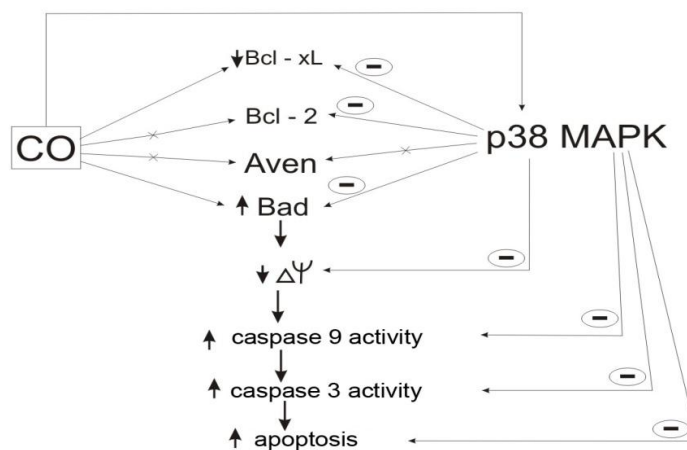 Bcl - xL
Bcl - 2
CO
p38 MAPK
Aven
Bad
ΔΨ
caspase 9 activity
caspase 3 activity
apoptosis